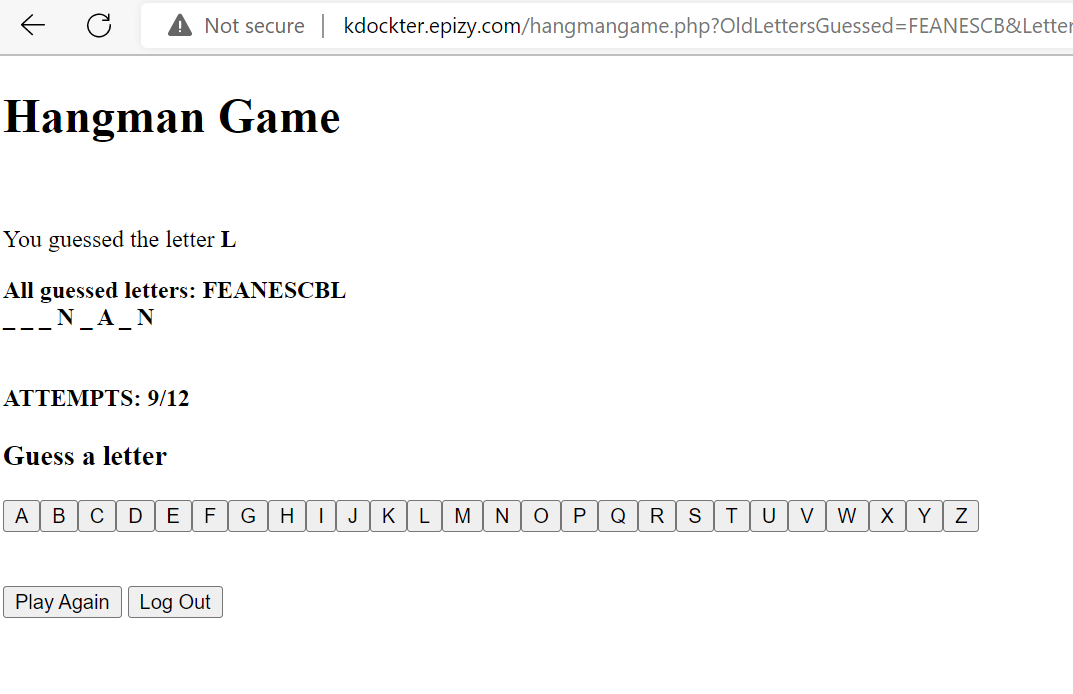 Not secure | kdockter.epizy.com/hangmangame.php?OldLettersGuessed=FEANESCB&Letter
Hangman Game
You guessed the letter L
All guessed letters: FEANESCBL
_ _ _ N _ A _ N
ATTEMPTS: 9/12
Guess a letter
A B C D E F G H I J K L M N O P Q R S T U V W X Y Z
Play Again Log Out